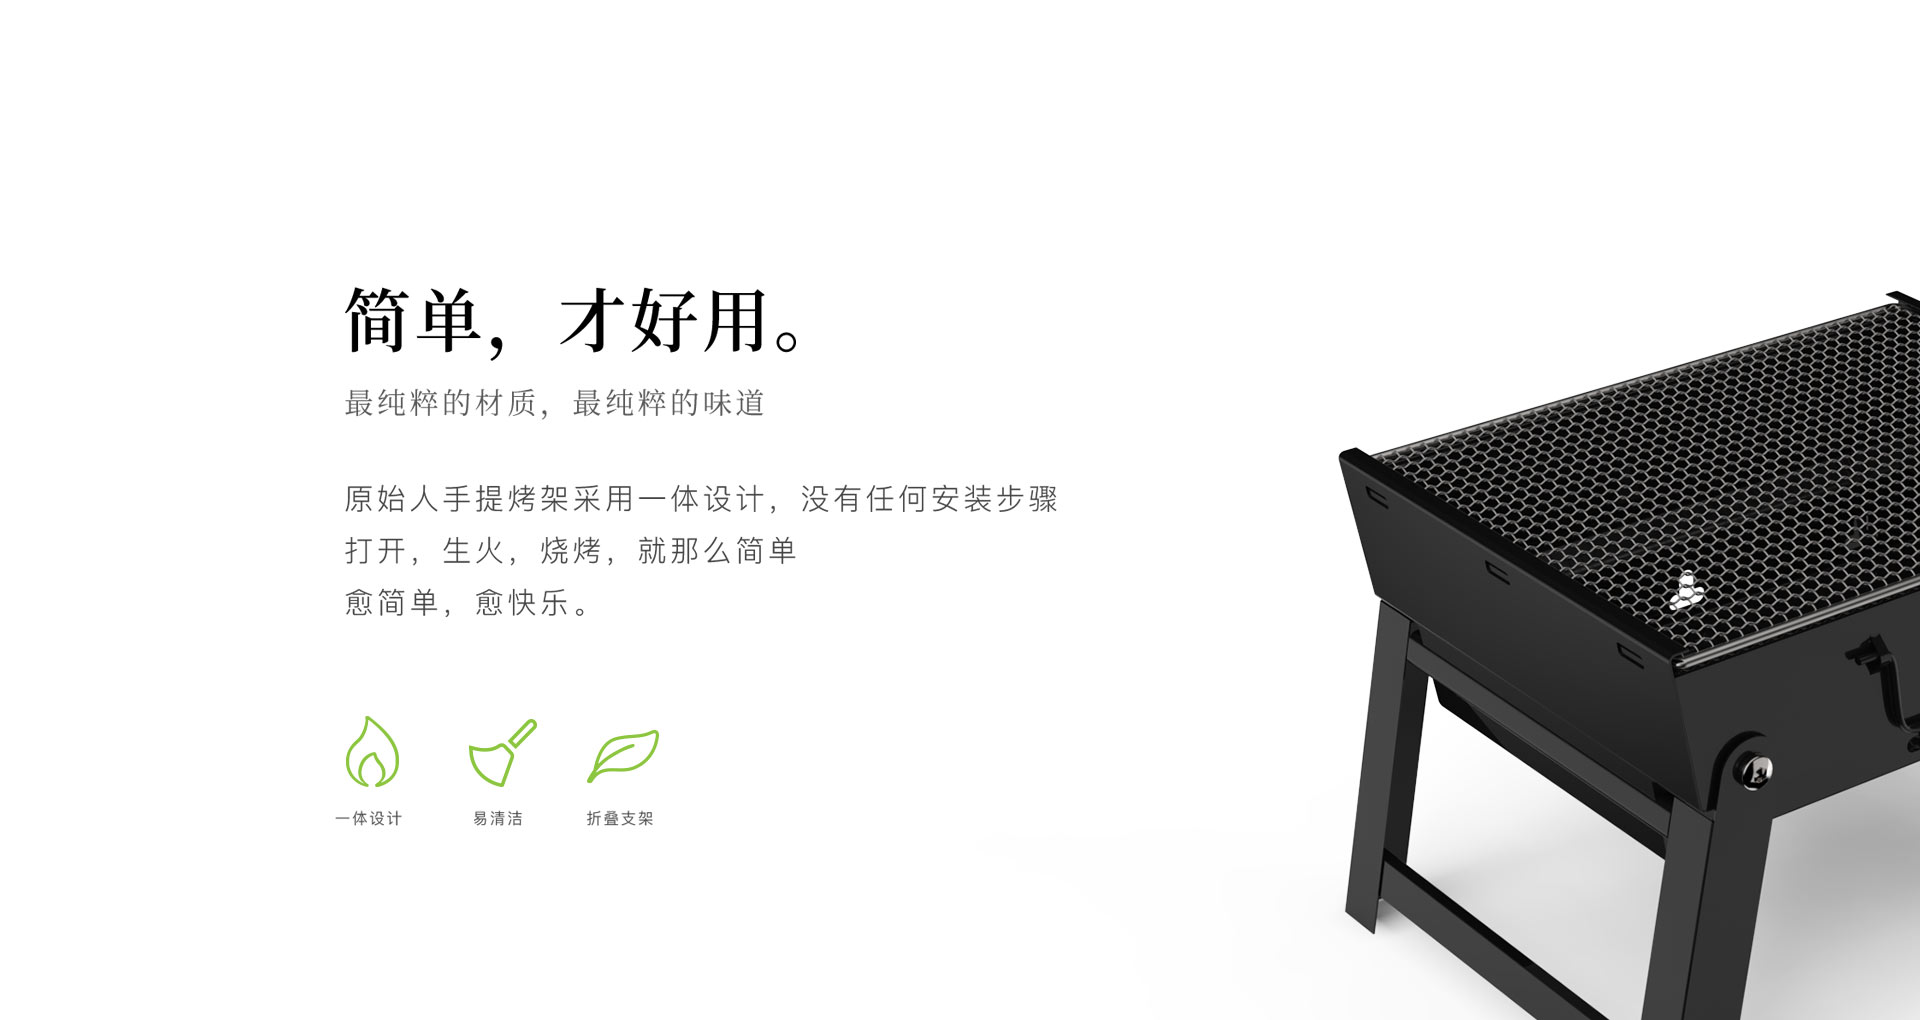 简单，才好用。
最纯粹的材质，最纯粹的味道
原始人手提烤架采用一体设计，没有任何安装步骤
打开，生火，烧烤，就那么简单
愈简单，愈快乐。
一体设计
易清洁
折叠支架